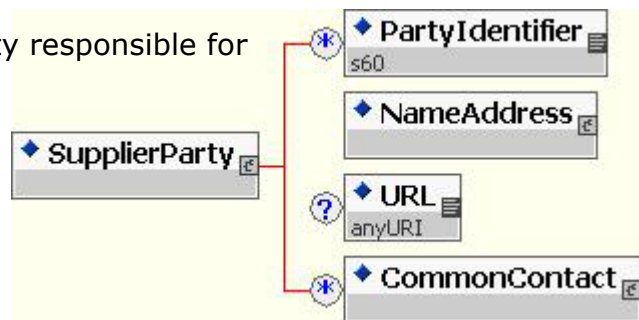 y responsible for
* PartyIdentifier
s60
NameAddress
SupplierParty
? URL
anyURI
* CommonContact